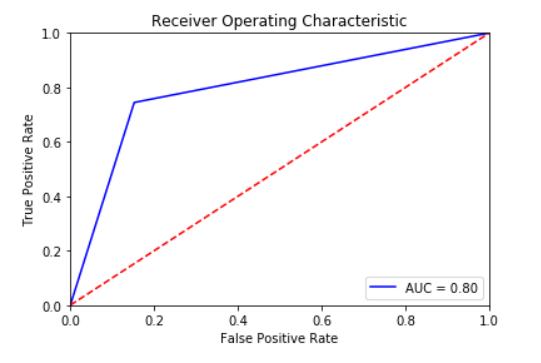 Receiver Operating Characteristic
1.0
0.8
0.6
0.4
0.2
0.0
True Positive Rate
AUC = 0.80
0.0 0.2 0.4 0.6 0.8 1.0
False Positive Rate